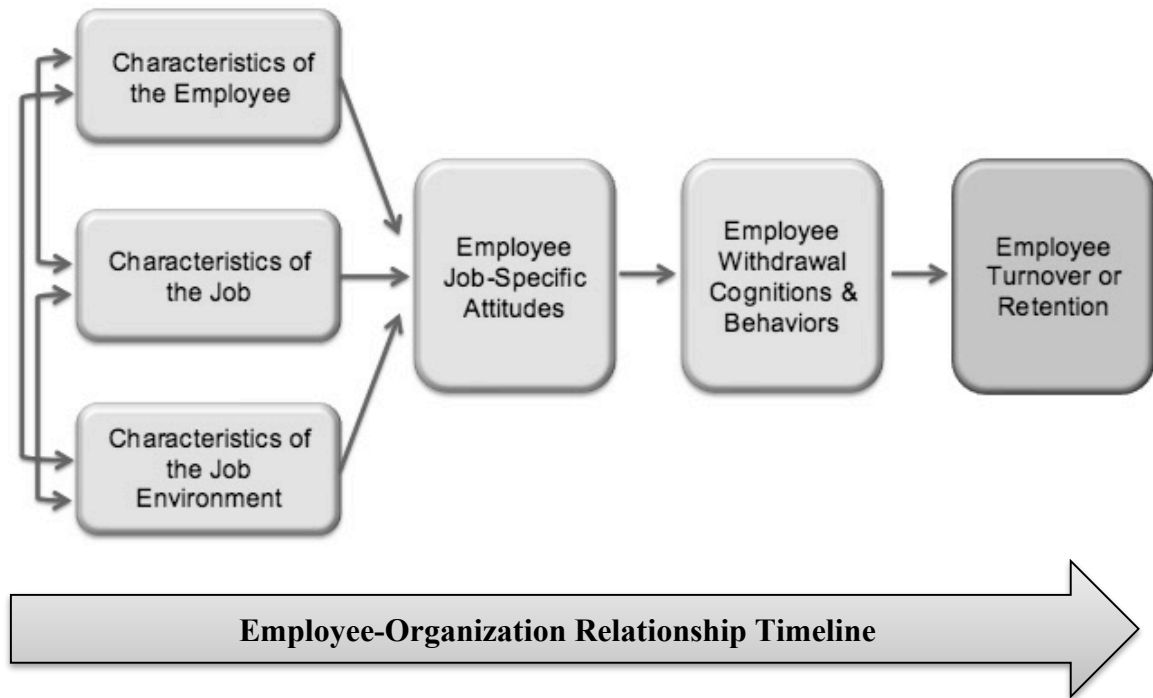 Characteristics of
the Employee
Characteristics of
the Job
Characteristics of
the Job
Environment
Employee
Job-Specific
Attitudes
Employee
Withdrawal
Cognitions &
Behaviors
Employee
Turnover or
Retention
Employee-Organization Relationship Timeline